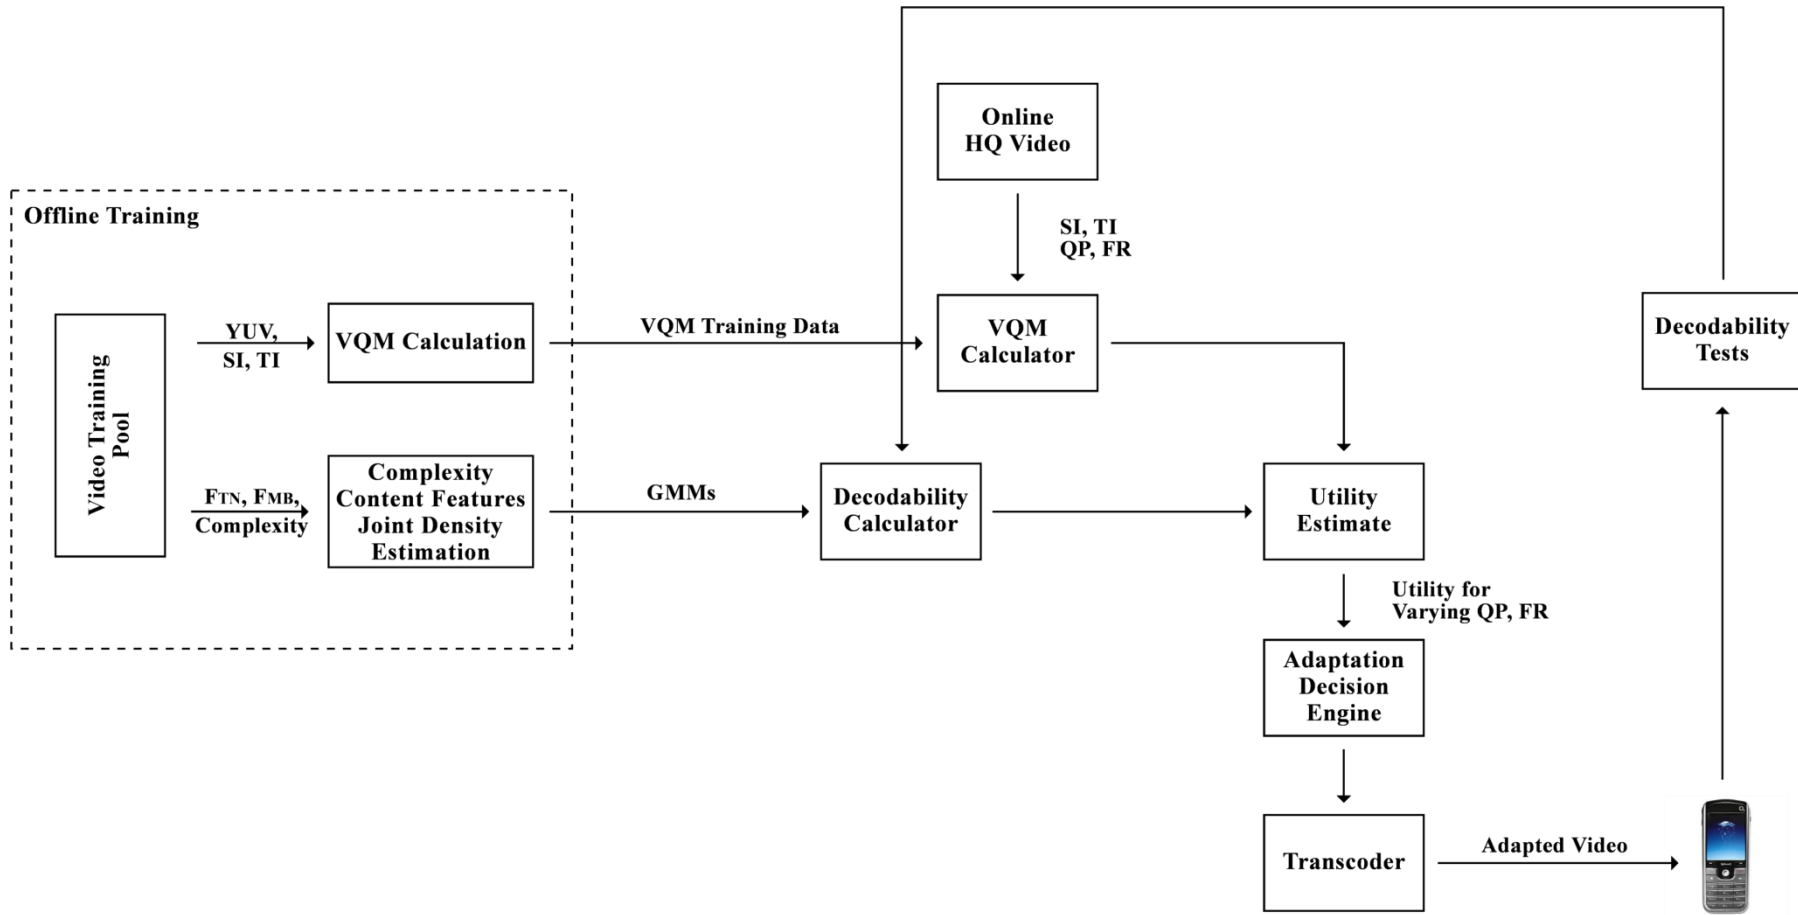 Online
HQ Video
Offline Training
SI, TI
QP, FR
Video Training
Pool
YUV,
SI, TI
VQM Calculation
VQM Training Data
VQM
Calculator
Decodability
Tests
FTN, FMB,
Complexity
Complexity
Content Features
Joint Density
Estimation
GMMs
Decodability
Calculator
Utility
Estimate
Utility for
Varying QP, FR
Adaptation
Decision
Engine
Transcoder
Adapted Video